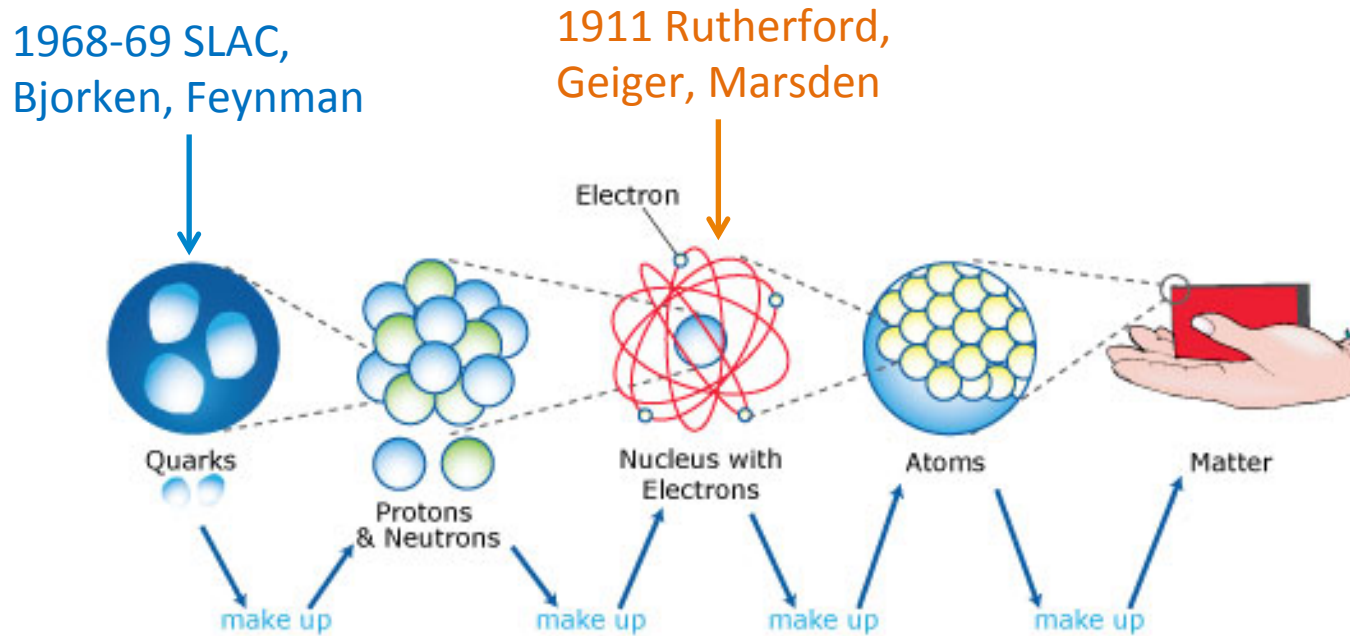 1968-69 SLAC,
Bjorken, Feynman
1911 Rutherford,
Geiger, Marsden
Electron
Quarks
Protons
& Neutrons
Nucleus with
Electrons
Atoms
Matter
make up
make up
make up
make up